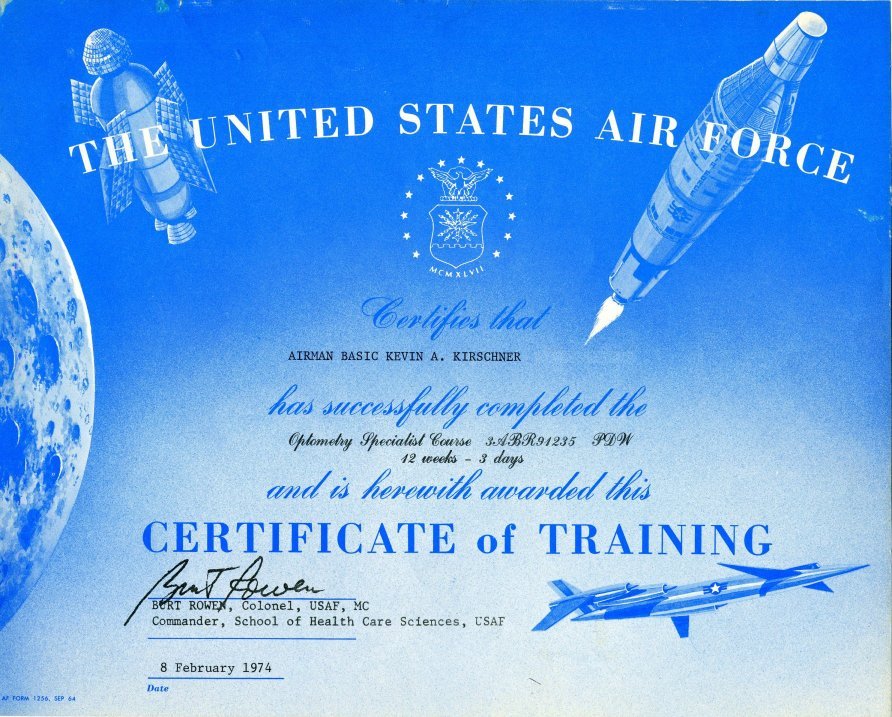 THE UNITED STATES AIR FORCE
MCMXLVII
Certifies that
AIRMAN BASIC KEVIN A. KIRSCHNER
has successfully completed the
Optometry Specialist Course 3ABR91235 PDW
12 weeks - 3 days
and is herewith awarded this
CERTIFICATE of TRAINING
Burt Rowen
BURT ROWEN, Colonel, USAF, MC
Commander, School of Health Care Sciences, USAF
8 February 1974
Date
AF FORM 1256, SEP 64